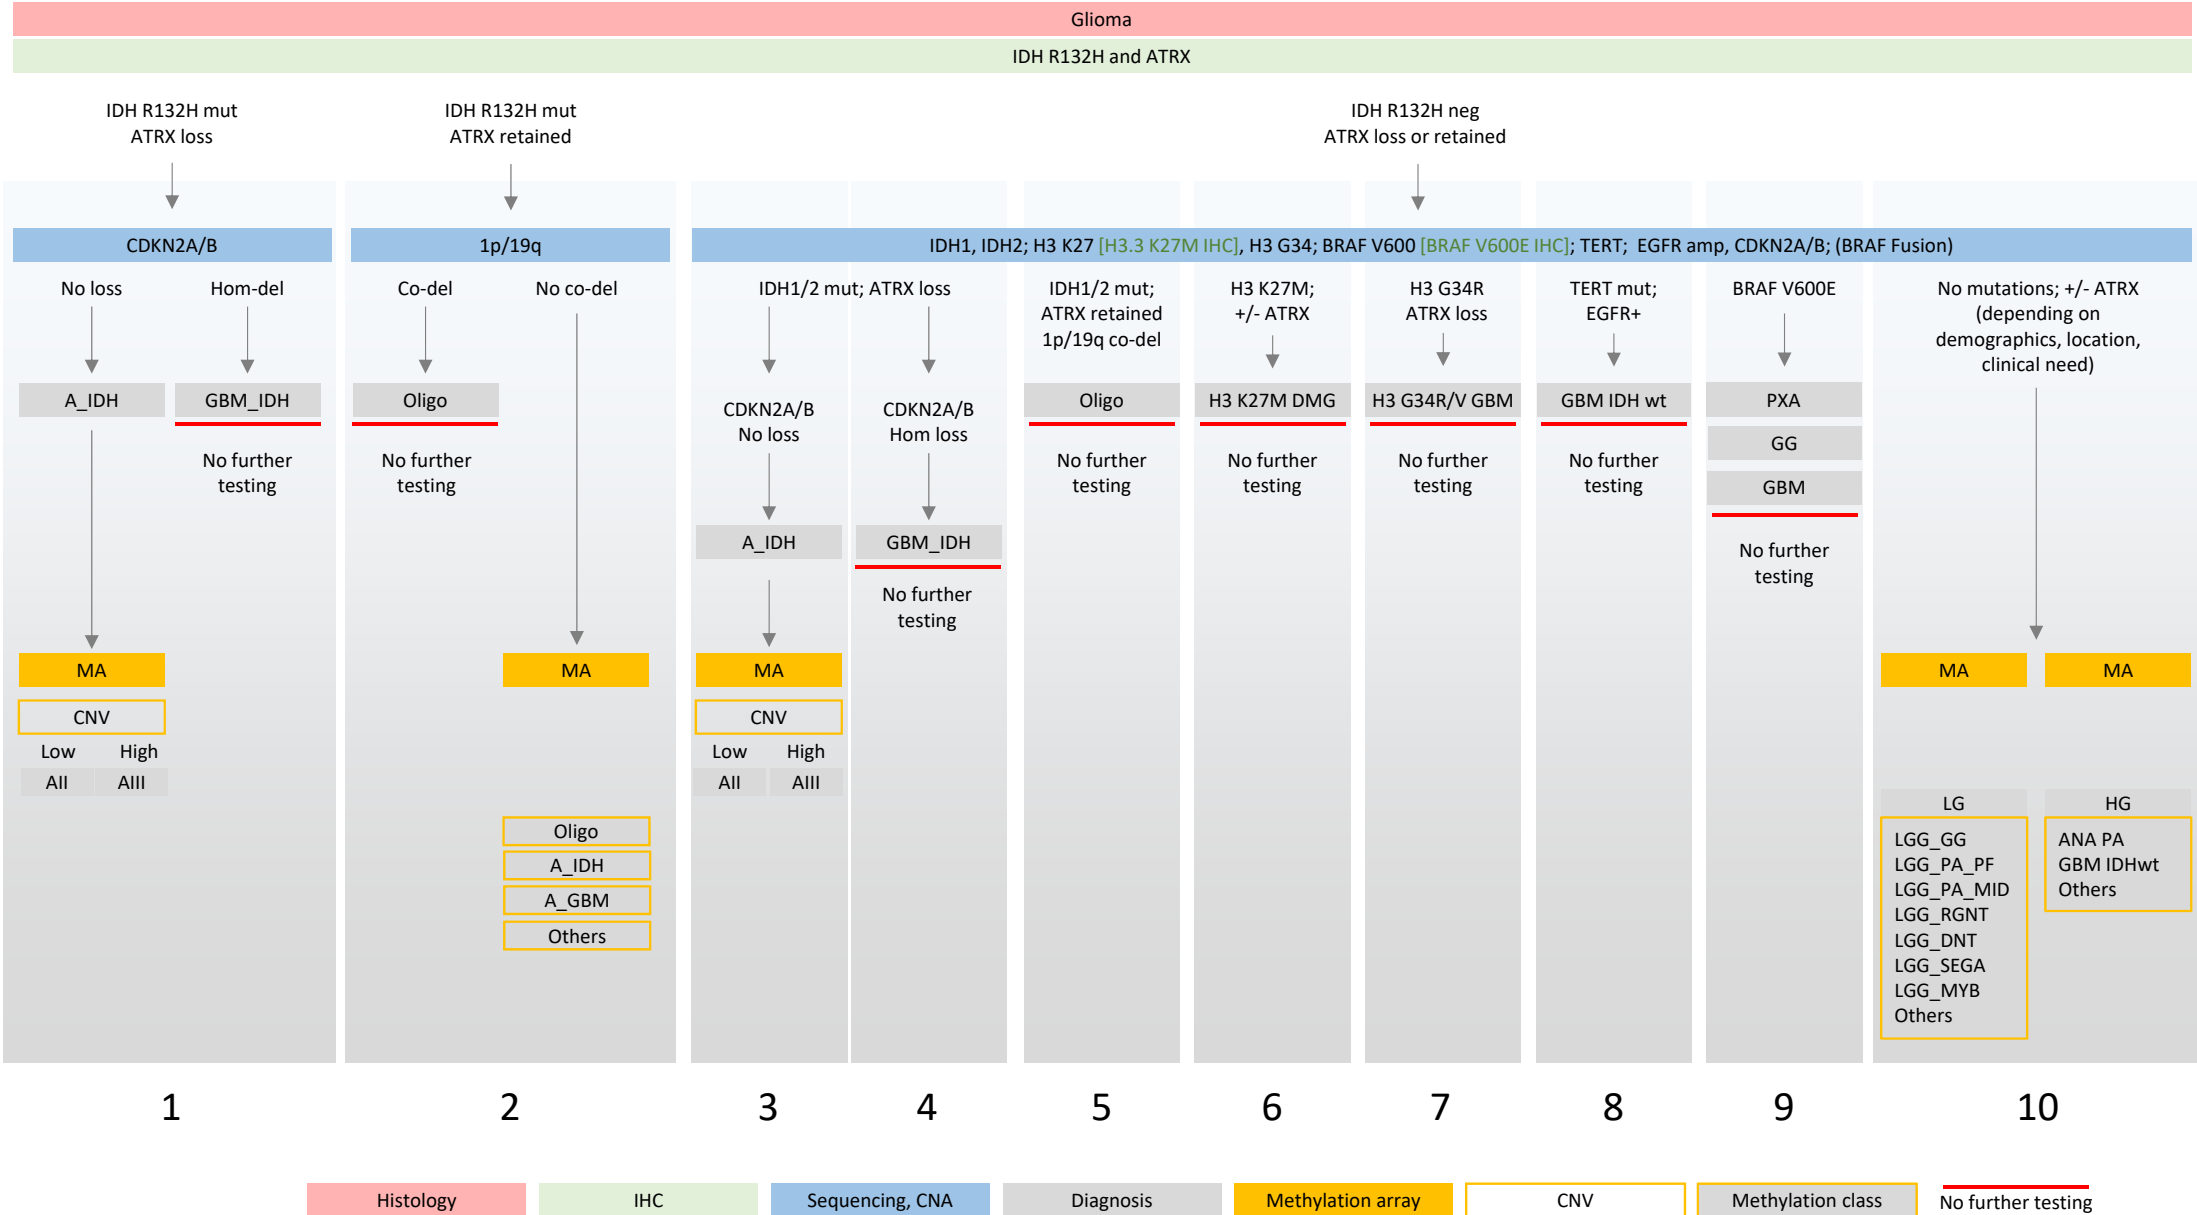 Glioma
IDH R132H and ATRX
IDH R132H mut
ATRX loss
IDH R132H mut
ATRX retained
IDH R132H neg
ATRX loss or retained
CDKN2A/B
1p/19q
IDH1, IDH2; H3 K27 [H3.3 K27M IHC], H3 G34; BRAF V600 [BRAF V600E IHC]; TERT; EGFR amp, CDKN2A/B; (BRAF Fusion)
No loss
Hom-del
Co-del
No co-del
IDH1/2 mut; ATRX loss
IDH1/2 mut;
ATRX retained
1p/19q co-del
H3 K27M;
+/- ATRX
H3 G34R
ATRX loss
TERT mut;
EGFR+
BRAF V600E
No mutations; +/- ATRX
(depending on
demographics, location,
clinical need)
A_IDH
GBM_IDH
No further
testing
Oligo
No further
testing
CDKN2A/B
No loss
CDKN2A/B
Hom loss
Oligo
No further
testing
H3 K27M DMG
No further
testing
H3 G34R/V GBM
No further
testing
GBM IDH wt
No further
testing
PXA
GG
GBM
No further
testing
A_IDH
GBM_IDH
No further
testing
MA
CNV
Low
High
AII
AIII
MA
Oligo
A_IDH
A_GBM
Others
MA
CNV
Low
High
AII
AIII
MA
MA
LG
LGG_GG
LGG_PA_PF
LGG_PA_MID
LGG_RGNT
LGG_DNT
LGG_SEGA
LGG_MYB
Others
HG
ANA PA
GBM IDHwt
Others
1
2
3
4
5
6
7
8
9
10
Histology
IHC
Sequencing, CNA
Diagnosis
Methylation array
CNV
Methylation class
No further testing